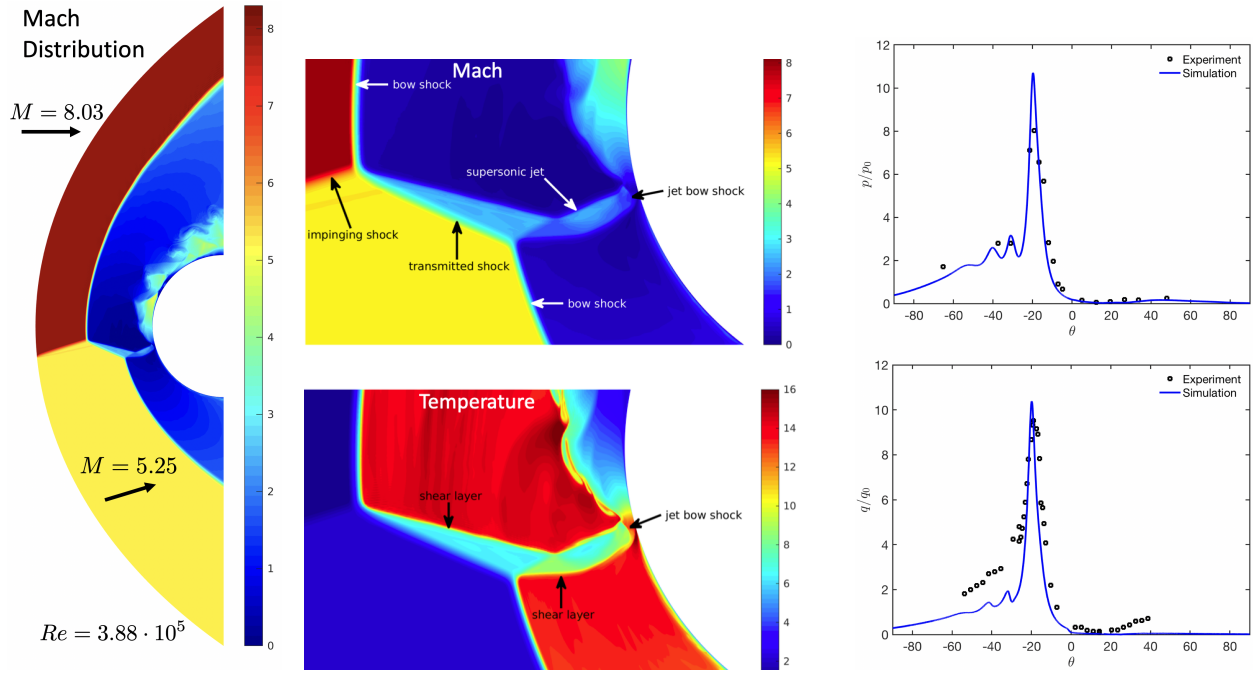 Mach
Distribution
M = 8.03
M = 5.25
Re = 3.88 · 10⁵
8
7
6
5
4
3
2
1
0
Mach
bow shock
supersonic jet
jet bow shock
impinging shock
transmitted shock
bow shock
8
7
6
5
4
3
2
1
0
Temperature
shear layer
jet bow shock
shear layer
16
14
12
10
8
6
4
2
12
10
8
6
4
2
0
p/p₀
Experiment
Simulation
-80 -60 -40 -20 0 20 40 60 80
θ
12
10
8
6
4
2
0
q/q₀
Experiment
Simulation
-80 -60 -40 -20 0 20 40 60 80
θ